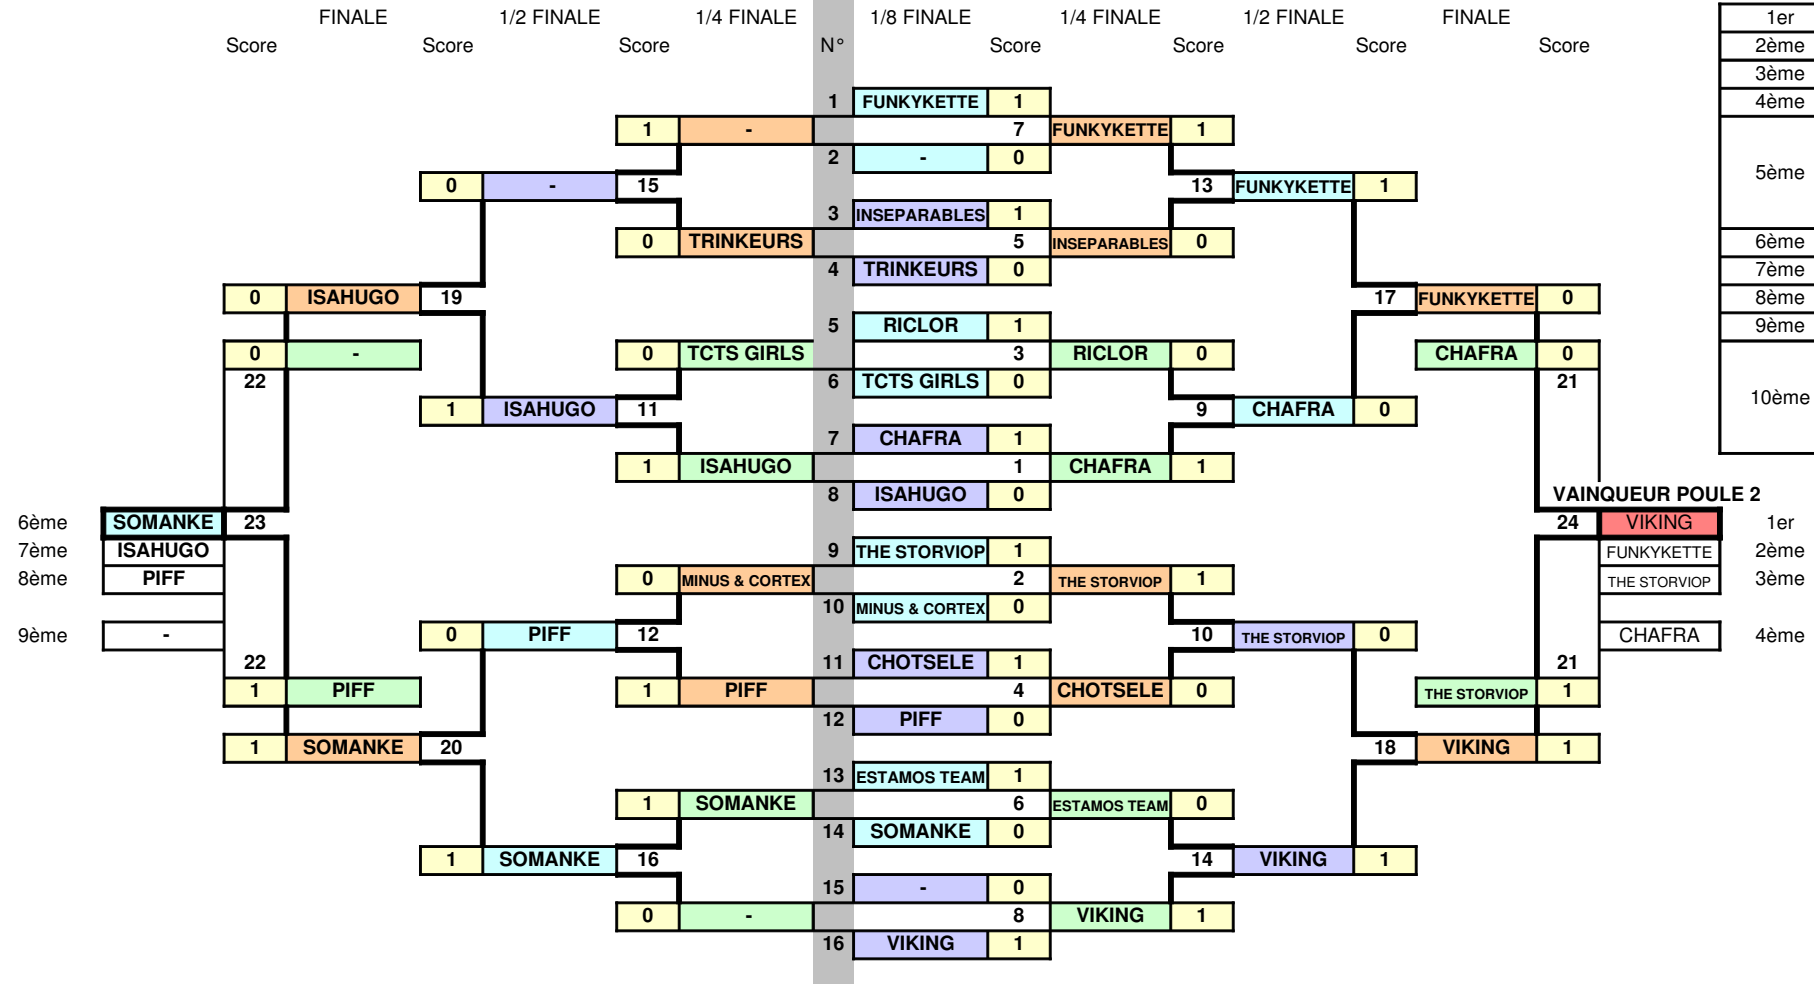 FINALE 1/2 FINALE 1/4 FINALE 1/8 FINALE 1/4 FINALE 1/2 FINALE FINALE 1er
Score Score Score N° Score Score Score Score 2ème
3ème
1 FUNKYKETTE 1 4ème
1 - 7 FUNKYKETTE 1
2 - 0
5ème
0 - 15 13 FUNKYKETTE 1
3 INSEPARABLES 1
0 TRINKEURS 5 INSEPARABLES 0 6ème
4 TRINKEURS 0 7ème
0 ISAHUGO 19 17 FUNKYKETTE 0 8ème
5 RICLOR 1 9ème
0 - 0 TCTS GIRLS 3 RICLOR 0 CHAFRA 0
22 6 TCTS GIRLS 0 21
10ème
1 ISAHUGO 11 9 CHAFRA 0
7 CHAFRA 1
1 ISAHUGO 1 CHAFRA 1
8 ISAHUGO 0 VAINQUEUR POULE 2
6ème SOMANKE 23 24 VIKING 1er
7ème ISAHUGO 9 THE STORVIOP 1 FUNKYKETTE 2ème
8ème PIFF 0 MINUS & CORTEX 2 THE STORVIOP 1 THE STORVIOP 3ème
10 MINUS & CORTEX 0
9ème - 0 PIFF 12 10 THE STORVIOP 0 CHAFRA 4ème
22 11 CHOTSELE 1 21
1 PIFF 1 PIFF 4 CHOTSELE 0 THE STORVIOP 1
12 PIFF 0
1 SOMANKE 20 18 VIKING 1
13 ESTAMOS TEAM 1
1 SOMANKE 6 ESTAMOS TEAM 0
14 SOMANKE 0
1 SOMANKE 16 14 VIKING 1
15 - 0
0 - 8 VIKING 1
16 VIKING 1